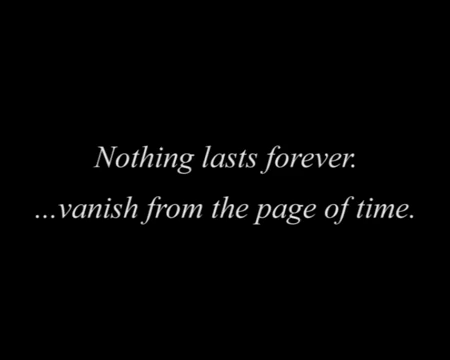 Nothing lasts forever.
...vanish from the page of time.